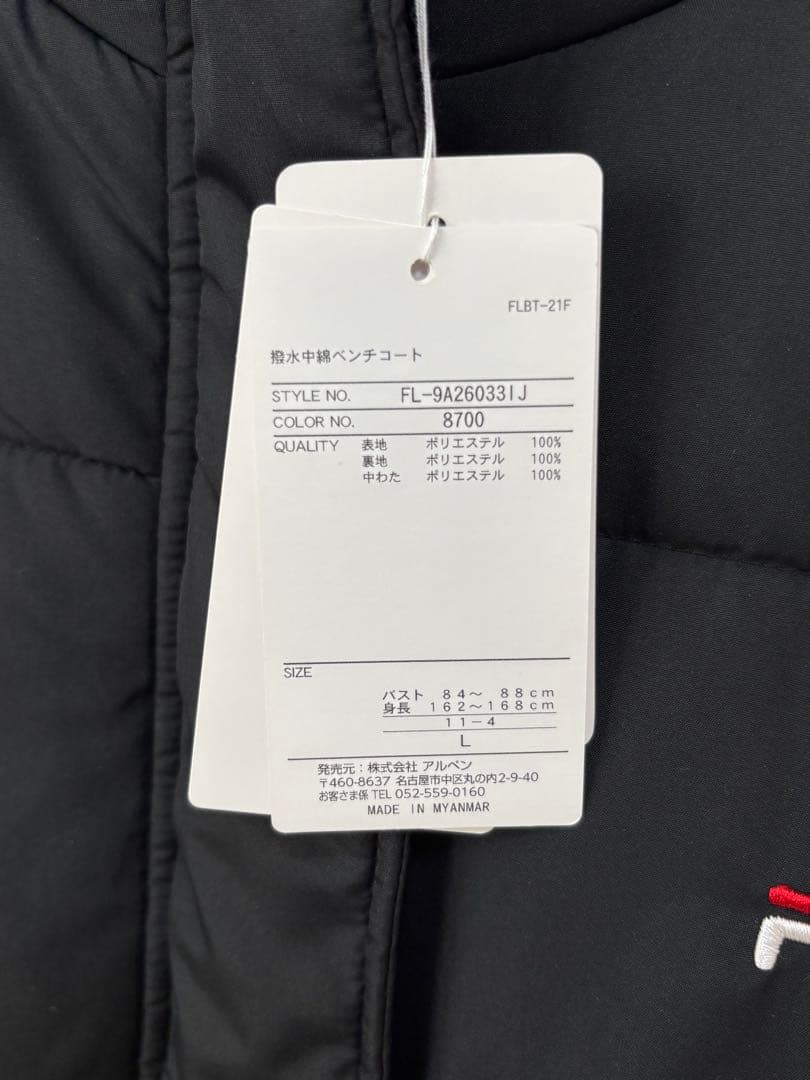 FLBT-21F
撥水中綿ベンチコート
STYLE NO. FL-9A26033IJ
COLOR NO. 8700
QUALITY 表地 ポリエステル 100%
裏地 ポリエステル 100%
中わた ポリエステル 100%
SIZE
バスト 84〜 88cm
身長 162〜168cm
11-4
L
発売元：株式会社 アルペン
〒460-8637 名古屋市中区丸の内2-9-40
お客さま係 TEL 052-559-0160
MADE IN MYANMAR